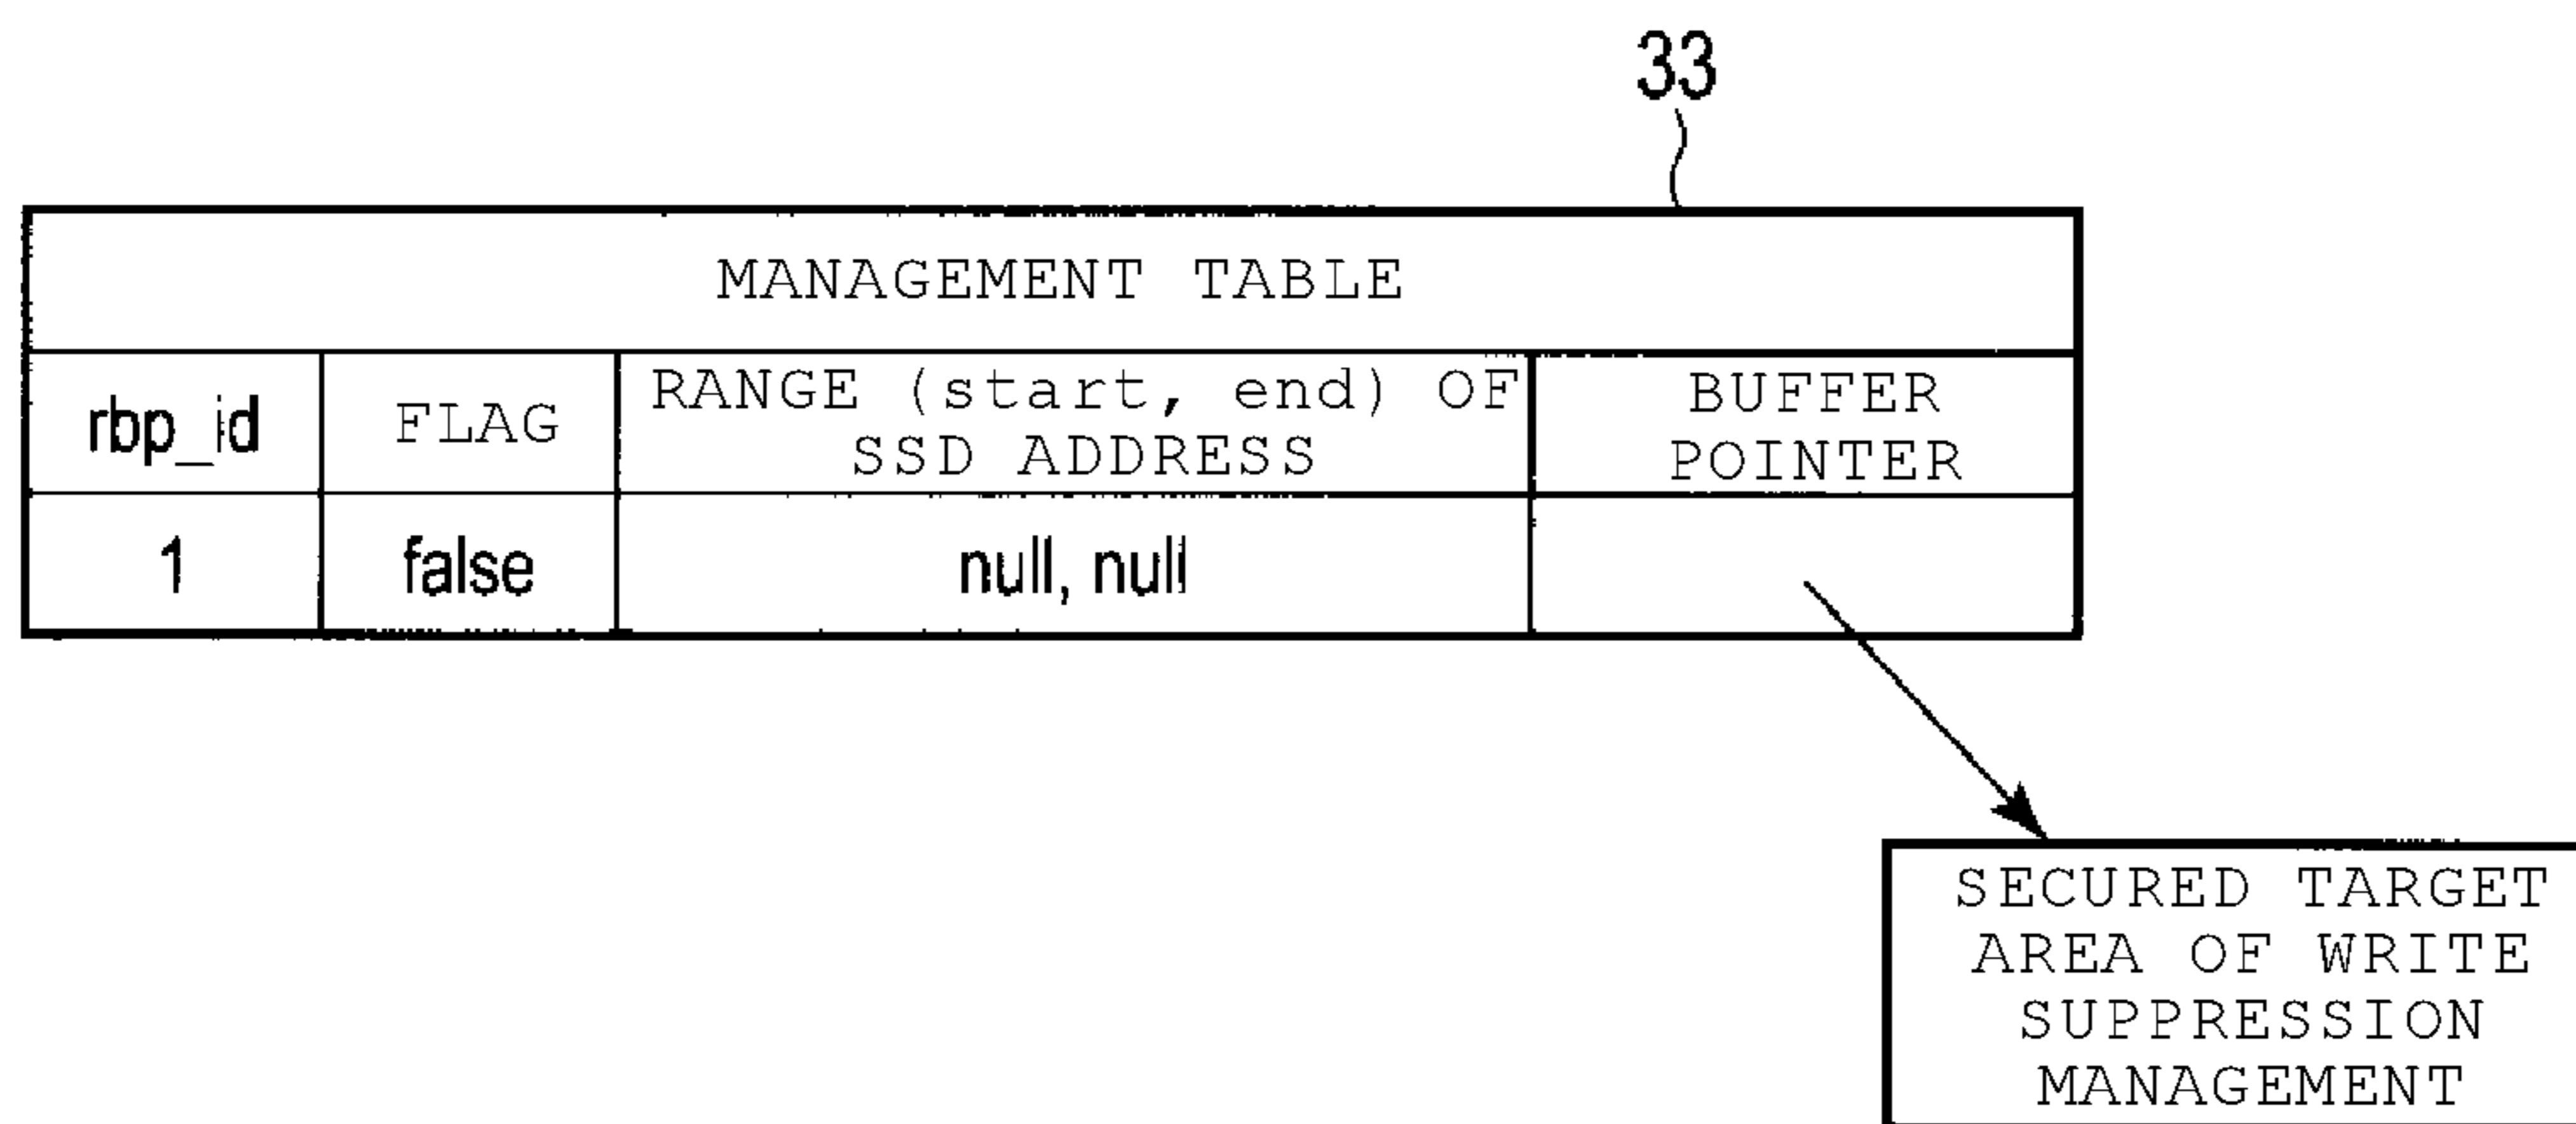 33
MANAGEMENT TABLE
rbp_id
FLAG
RANGE (start, end) OF
SSD ADDRESS
BUFFER
POINTER
1
false
null, null
SECURED TARGET
AREA OF WRITE
SUPPRESSION
MANAGEMENT